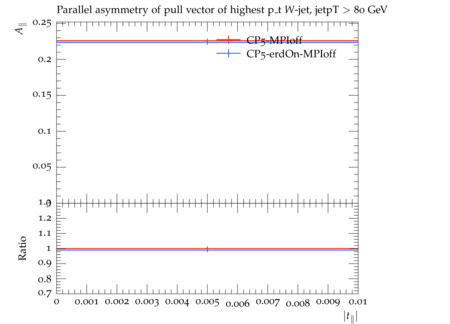 Parallel asymmetry of pull vector of highest p_t W-jet, jetpT > 80 GeV
A∥
0.25
CP5-MPIoff
CP5-erdOn-MPIoff
0.2
0.15
0.1
0.05
Ratio
1.2
1.1
1
0.9
0.8
0.7
0 0.001 0.002 0.003 0.004 0.005 0.006 0.007 0.008 0.009 0.01
|t∥|